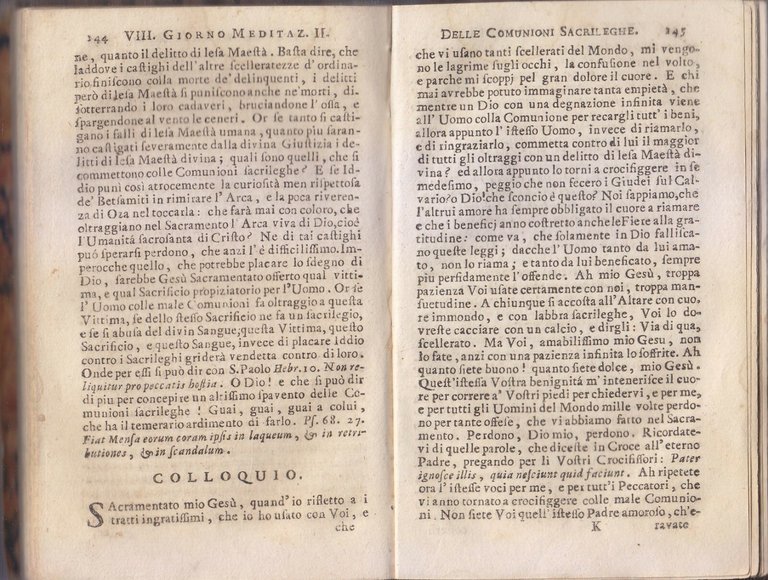 144 VIII. GIORNO MEDITAZ. II.
ne, quanto il delitto di leſa Maeſtà. Baſta dire, che
laddove i caſtighi dell'altre ſcelleratezze d'ordina-
rio finiſcono colla morte de' delinquenti, i delitti
però di leſa Maeſtà ſi puniſcono anche ne' morti, di-
ſotterrando i loro cadaveri, bruciandone l'oſſa, e
ſpargendone al vento le ceneri. Or ſe tanto ſi caſti-
gano i falli di leſa Maeſtà umana, quanto piu ſaran-
no caſtigati ſeveramente dalla divina Giuſtizia i de-
litti di leſa Maeſtà divina; quali ſono quelli, che ſi
commettono colle Comunioni ſacrileghe? E ſe Id-
dio punì così atrocemente la curioſità men riſpettoſa
de' Betſamiti in rimirare l'Arca, e la poca riveren-
za di Oza nel toccarla: che farà mai con coloro, che
oltraggiano nel Sacramento l'Arca viva di Dio, cioè
l'Umanità ſacroſanta di Criſto? Ne di tai caſtighi
può ſperarſi perdono, che anzi l'è difficiliſſimo. Im-
perocche quello, che potrebbe placare lo ſdegno di
Dio, ſarebbe Gesù Sacramentato offerto qual vitti-
ma, e qual Sacrificio propiziatorio per l'Uomo. Or ſe
l'Uomo colle male Comunioni fa oltraggio a queſta
Vittima, ſe dello ſteſſo Sacrificio ne fa un ſacrilegio,
e ſe ſi abuſa del divin Sangue, queſta Vittima, queſto
Sacrificio, e queſto Sangue, invece di placare Iddio
contro i Sacrileghi griderà vendetta contro di loro.
Onde per eſſi ſi può dir con S. Paolo Hebr. 10. Non re-
liquitur pro peccatis hoſtia. O Dio! e che ſi può dir
di piu per concepire un altiſſimo ſpavento delle Co-
munioni ſacrileghe! Guai, guai, guai a colui,
che ha il temerario ardimento di farlo. Pſ. 68. 27.
Fiat Menſa eorum coram ipſis in laqueum, & in retri-
butiones, & in ſcandalum.
COLLOQUIO.
SAcramentato mio Gesù, quand'io rifletto a i
tratti ingratiſſimi, che io ho uſato con Voi, e
che
DELLE COMUNIONI SACRILEGHE. 145
che vi uſano tanti ſcellerati del Mondo, mi vengo-
no le lagrime ſugli occhi, la confuſione nel volto,
e parche mi ſcoppj pel gran dolore il cuore. E chi
mai avrebbe potuto immaginare tanta empietà, che
mentre un Dio con una degnazione infinita viene
all'Uomo colla Comunione per recargli tutt' i beni,
allora appunto l'iſteſſo Uomo, invece di riamarlo,
e di ringraziarlo, commetta contro di lui il maggior
di tutti gli oltraggi con un delitto di leſa Maeſtà di-
vina? ed allora appunto lo torni a crocifiggere in ſe
medeſimo, peggio che non fecero i Giudei ſul Cal-
vario? O Dio! che ſconcio è queſto? Noi ſappiamo, che
l'altrui amore ha ſempre obbligato il cuore a riamare
e che i beneficj anno coſtretto anche le Fiere alla gra-
titudine: come va, che ſolamente in Dio falliſca-
no queſte leggi; dacche l'Uomo tanto da lui ama-
to, non lo riama; e tanto da lui beneficato, ſempre
piu perfidamente l'offende. Ah mio Gesù, troppa
pazienza Voi uſate certamente con noi, troppa man-
ſuetudine. A chiunque ſi accoſta all'Altare con cuo-
re immondo, e con labbra ſacrileghe, Voi lo do-
vreſte cacciare con un calcio, e dirgli: Via di qua,
ſcellerato. Ma Voi, amabiliſſimo mio Gesu, non
lo fate, anzi con una pazienza infinita lo ſoffrite. Ah
quanto ſiete buono! quanto ſiete dolce, mio Gesù.
Queſt'iſteſſa Voſtra benignità m'inteneriſce il cuo-
re per correre a' Voſtri piedi per chiedervi, e per me,
e per tutti gli Uomini del Mondo mille volte perdo-
no per tante offeſe, che vi abbiamo fatto nel Sacra-
mento. Perdono, Dio mio, perdono. Ricordate-
vi di quelle parole, che diceſte in Croce all'eterno
Padre, pregando per li Voſtri Crocifiſſori: Pater
ignoſce illis, quia neſciunt quid faciunt. Ah ripetete
ora l'iſteſſe voci per me, e per tutt'i Peccatori, che
vi anno tornato a crocifiggere colle male Comunio-
ni. Non ſiete Voi quell'iſteſſo Padre amoroſo, ch'e-
K ravate